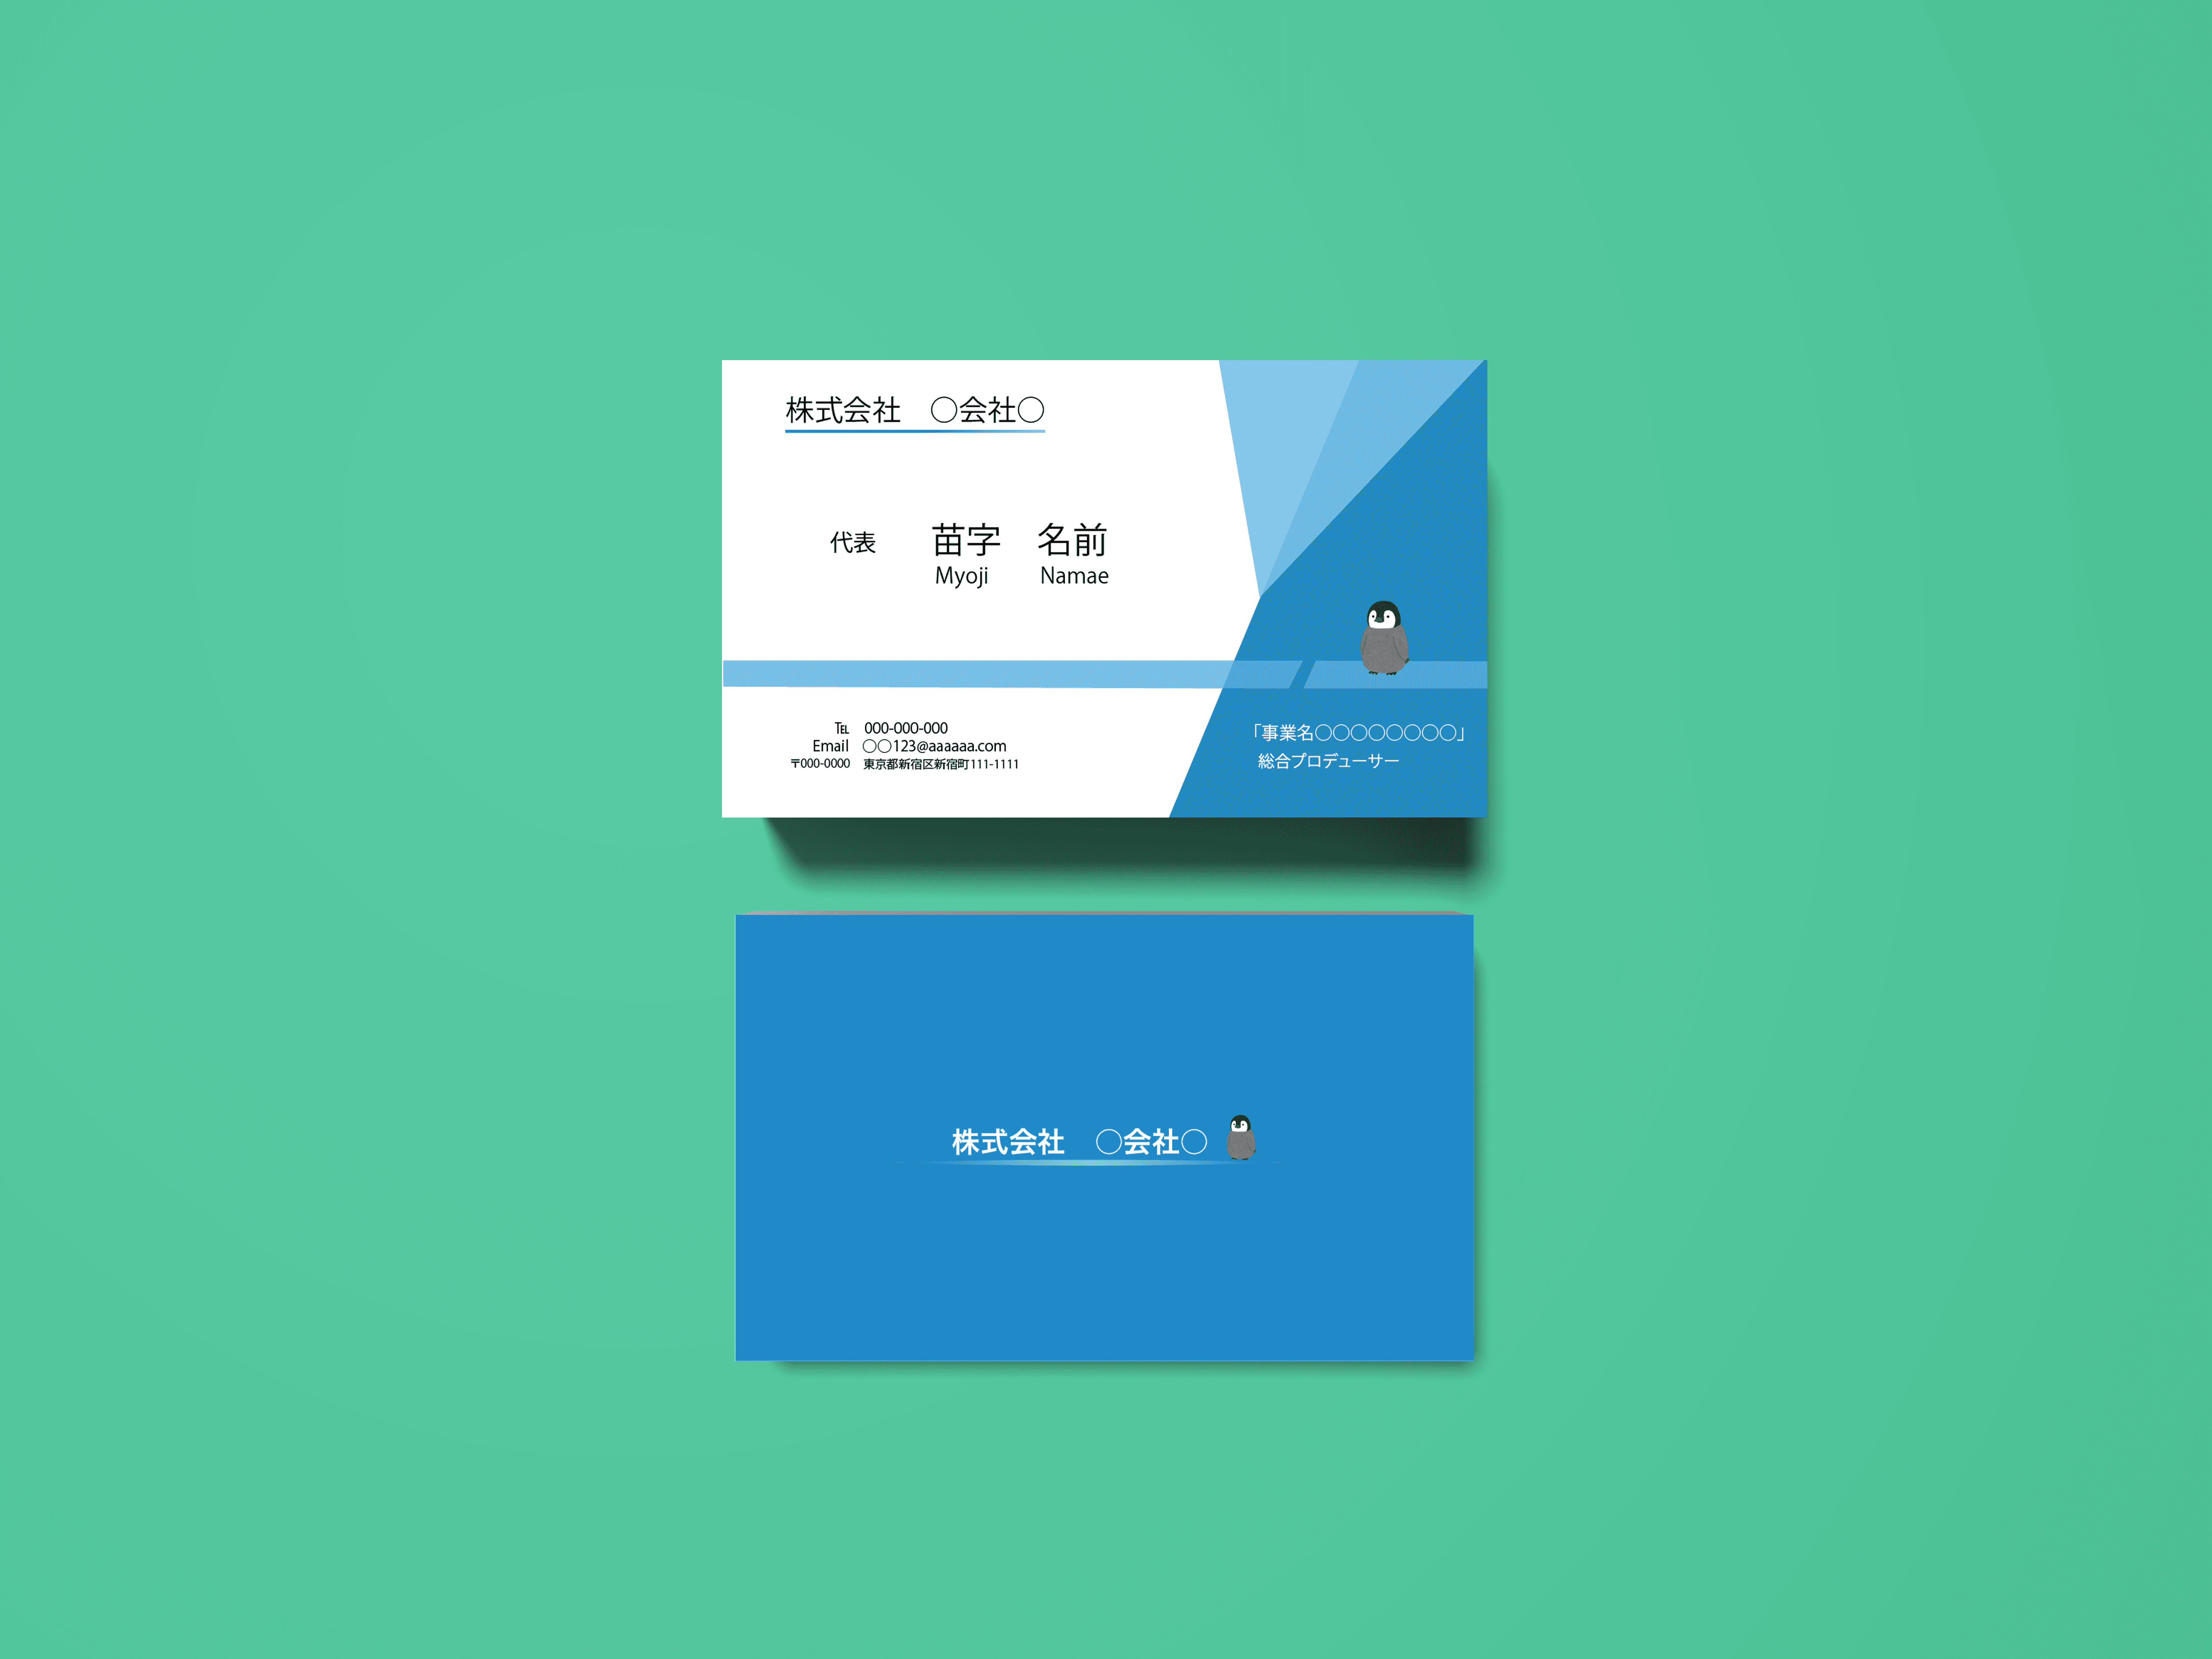 株式会社　○会社○
代表　苗字　名前
Myoji　Namae
TEL　000-000-000
Email　○○123@aaaaaa.com
〒000-0000　東京都新宿区新宿町111-1111
「事業名○○○○○○○○」
総合プロデューサー
株式会社　○会社○